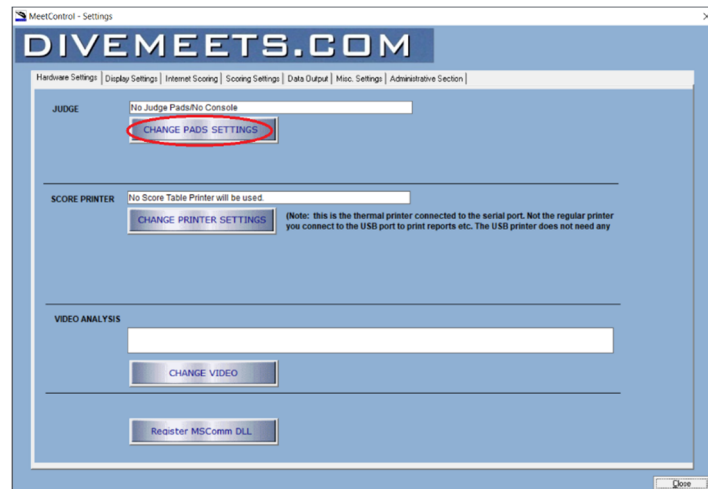 MeetControl - Settings
DIVEMEETS.COM
Hardware Settings Display Settings Internet Scoring Scoring Settings Data Output Misc. Settings Administrative Section
JUDGE
No Judge Pads/No Console
CHANGE PADS SETTINGS
SCORE PRINTER
No Score Table Printer will be used.
CHANGE PRINTER SETTINGS
(Note: this is the thermal printer connected to the serial port. Not the regular printer
you connect to the USB port to print reports etc. The USB printer does not need any
VIDEO ANALYSIS
CHANGE VIDEO
Register MSComm DLL
Close